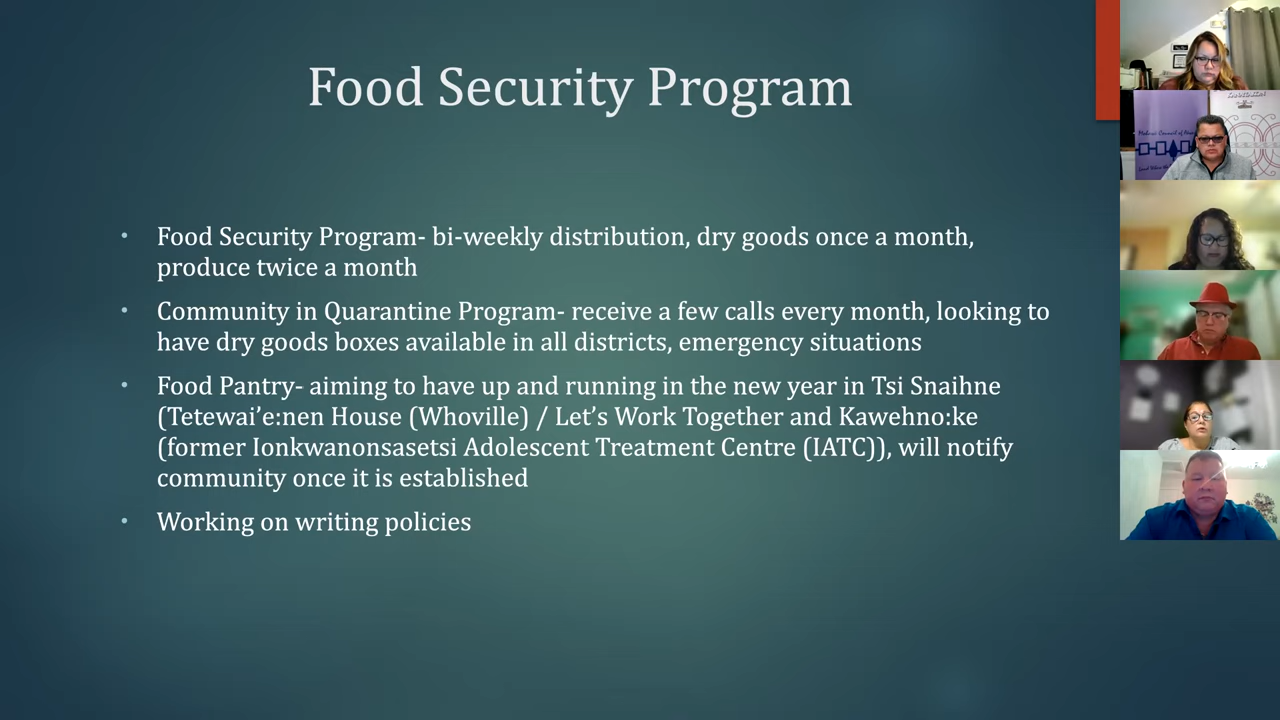 Food Security Program
• Food Security Program- bi-weekly distribution, dry goods once a month,
produce twice a month
• Community in Quarantine Program- receive a few calls every month, looking to
have dry goods boxes available in all districts, emergency situations
• Food Pantry- aiming to have up and running in the new year in Tsi Snaihne
(Tetewai’e:nen House (Whoville) / Let’s Work Together and Kawehno:ke
(former Ionkwanonsasetsi Adolescent Treatment Centre (IATC)), will notify
community once it is established
• Working on writing policies
Mohawk Council of